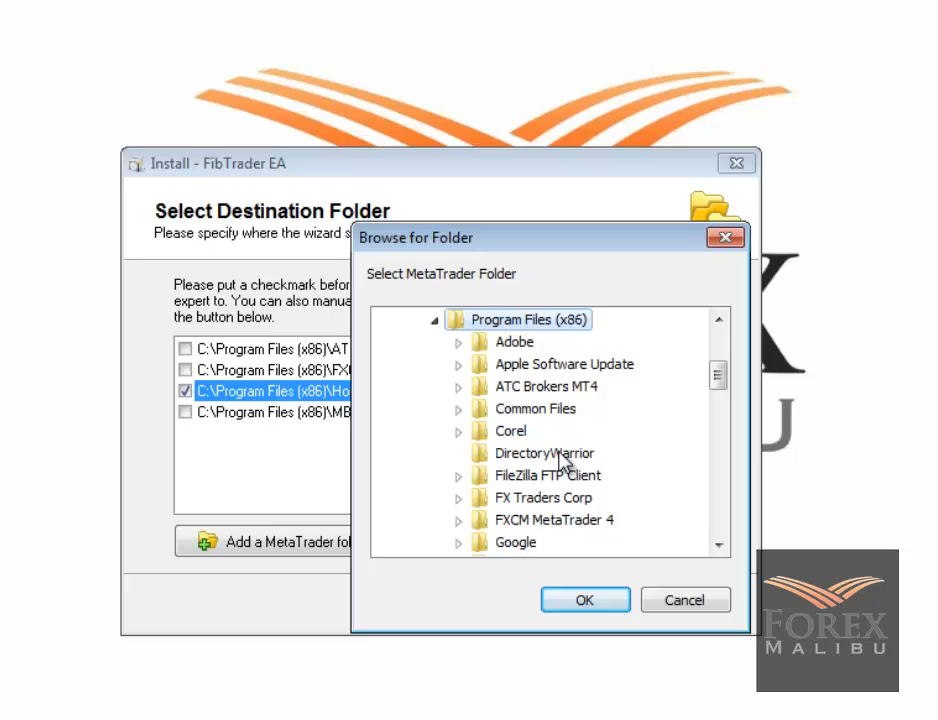 Install - FibTrader EA
Select Destination Folder
Please specify where the wizard s
Please put a checkmark befor
expert to. You can also manua
the button below.
C:\Program Files (x86)\AT
C:\Program Files (x86)\FX
C:\Program Files (x86)\Ho
C:\Program Files (x86)\MB
Add a MetaTrader fol
Browse for Folder
Select MetaTrader Folder
Program Files (x86)
Adobe
Apple Software Update
ATC Brokers MT4
Common Files
Corel
DirectoryWarrior
FileZilla FTP Client
FX Traders Corp
FXCM MetaTrader 4
Google
OK
Cancel
X
U
FOREX
MALIBU